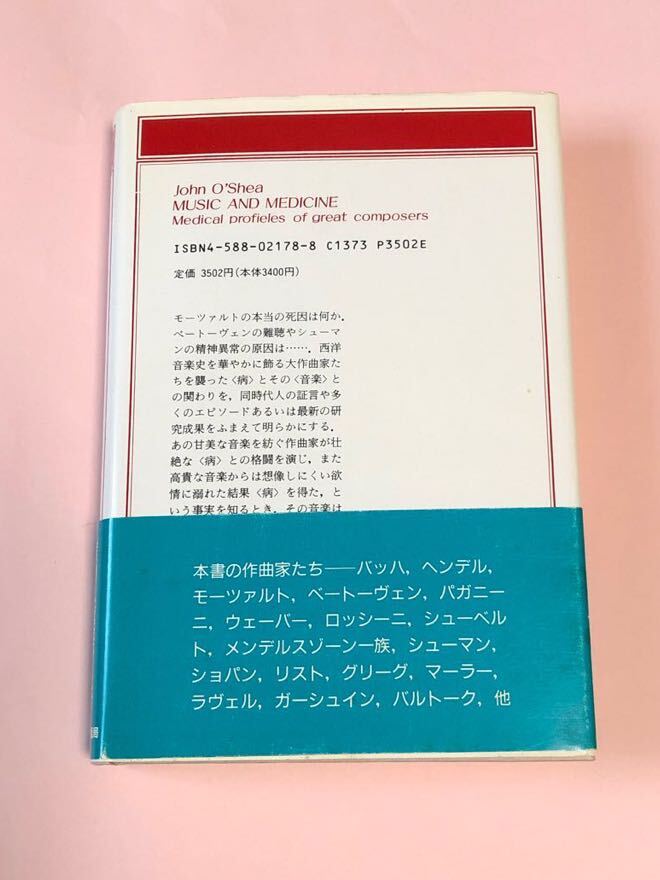 John O'Shea
MUSIC AND MEDICINE
Medical profieles of great composers
ISBN4-588-02178-8 C1373 P3502E
定価 3502円(本体3400円)
モーツァルトの本当の死因は何か.
ベートーヴェンの難聴やシューマ
ンの精神異常の原因は……. 西洋
音楽史を華やかに飾る大作曲家た
ちを襲った〈病〉とその〈音楽〉と
の関わりを, 同時代人の証言や多
くのエピソードあるいは最新の研
究成果をふまえて明らかにする.
あの甘美な音楽を紡ぐ作曲家が壮
絶な〈病〉との格闘を演じ, また
高貴な音楽からは想像しにくい欲
情に溺れた結果〈病〉を得た, と
いう事実を知るとき, その音楽は
本書の作曲家たち──バッハ, ヘンデル,
モーツァルト, ベートーヴェン, パガニー
ニ, ウェーバー, ロッシーニ, シューベル
ト, メンデルスゾーン一族, シューマン,
ショパン, リスト, グリーグ, マーラー,
ラヴェル, ガーシュイン, バルトーク, 他